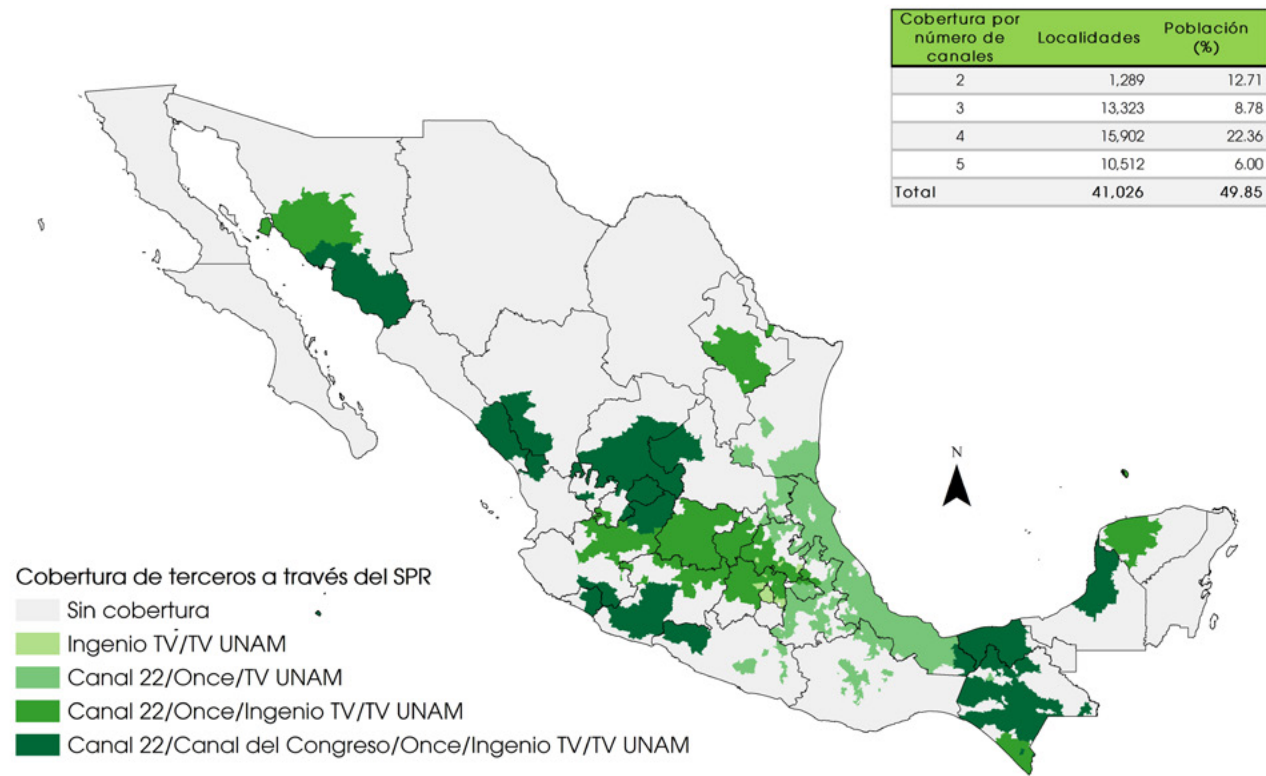 Cobertura por número de canales Localidades Población (%)
2 1,289 12.71
3 13,323 8.78
4 15,902 22.36
5 10,512 6.00
Total 41,026 49.85
N
Cobertura de terceros a través del SPR
Sin cobertura
Ingenio TV/TV UNAM
Canal 22/Once/TV UNAM
Canal 22/Once/Ingenio TV/TV UNAM
Canal 22/Canal del Congreso/Once/Ingenio TV/TV UNAM